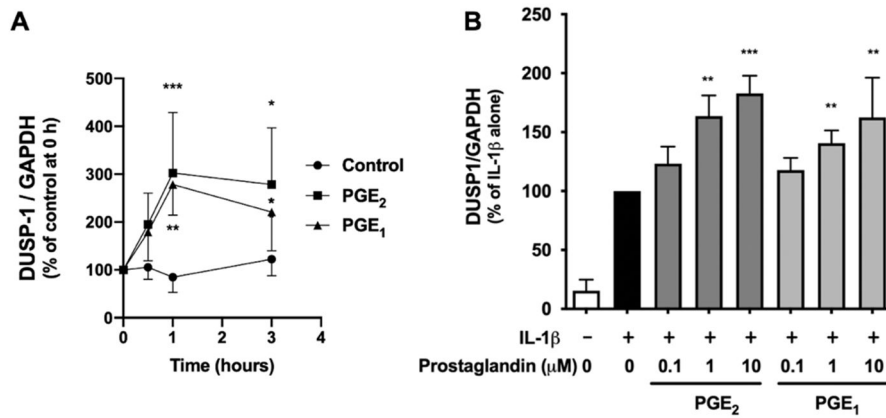 A
DUSP-1 / GAPDH
(% of control at 0 h)
500
400
300
200
100
0
***
*
**
*
0 1 2 3 4
Time (hours)
Control
PGE₂
PGE₁
B
DUSP1/GAPDH
(% of IL-1β alone)
250
200
150
100
50
0
** *** ** **
IL-1β − + + + + + + +
Prostaglandin (μM) 0 0 0.1 1 10 0.1 1 10
PGE₂ PGE₁